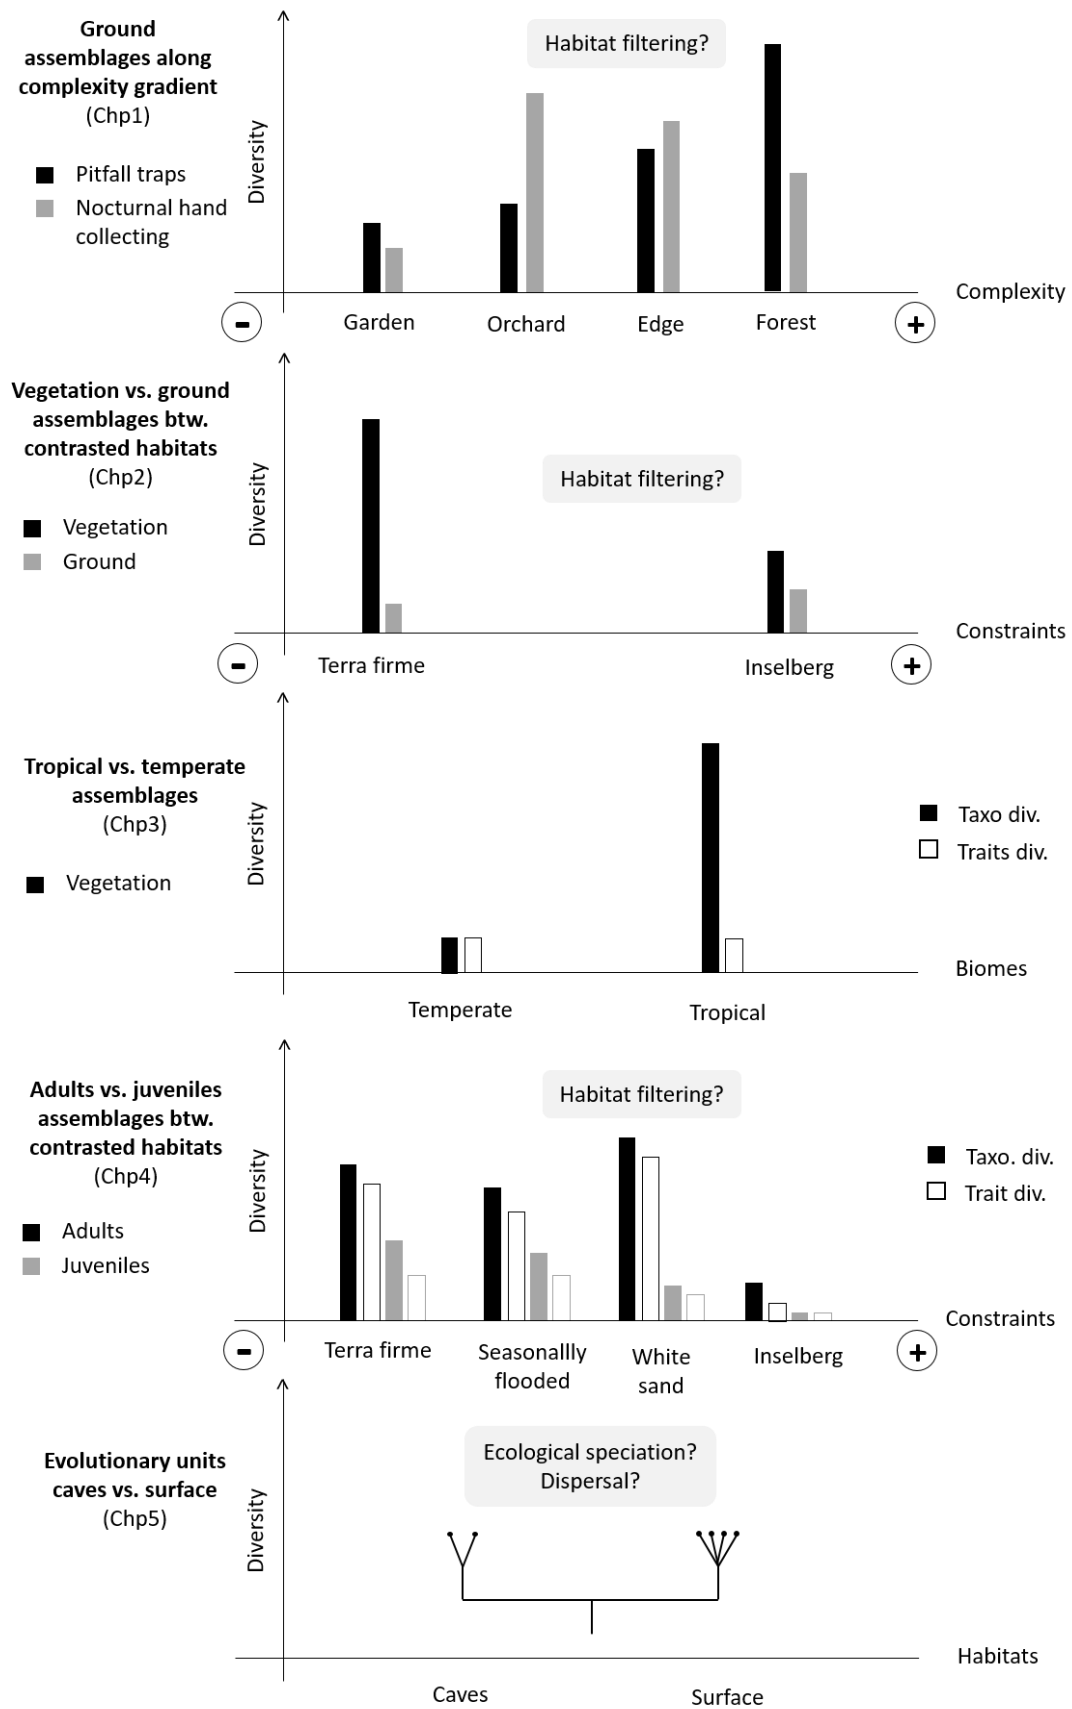 Ground
assemblages along
complexity gradient
(Chp1)
Pitfall traps
Nocturnal hand
collecting
Diversity
Habitat filtering?
Complexity
-
Garden
Orchard
Edge
Forest
+
Vegetation vs. ground
assemblages btw.
contrasted habitats
(Chp2)
Vegetation
Ground
Diversity
Habitat filtering?
Constraints
-
Terra firme
Inselberg
+
Tropical vs. temperate
assemblages
(Chp3)
Vegetation
Diversity
Taxo div.
Traits div.
Biomes
Temperate
Tropical
Adults vs. juveniles
assemblages btw.
contrasted habitats
(Chp4)
Adults
Juveniles
Diversity
Habitat filtering?
Taxo. div.
Trait div.
Constraints
-
Terra firme
Seasonallly
flooded
White
sand
Inselberg
+
Evolutionary units
caves vs. surface
(Chp5)
Diversity
Ecological speciation?
Dispersal?
Habitats
Caves
Surface